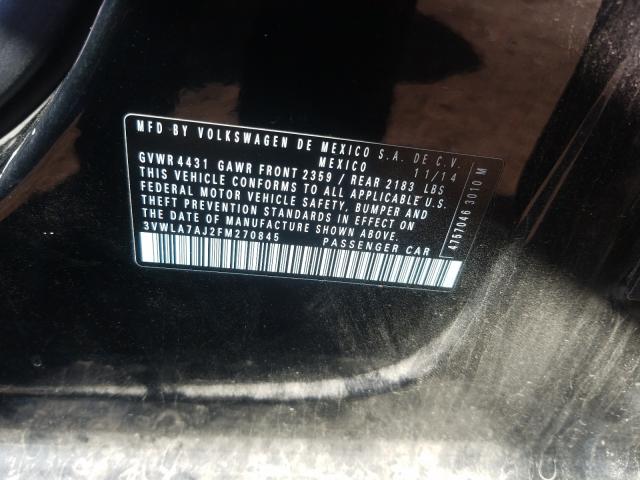 MFD BY VOLKSWAGEN DE MEXICO S.A. DE C.V.
MEXICO 11/14
GVWR 4431 GAWR FRONT 2359 / REAR 2183 LBS
THIS VEHICLE CONFORMS TO ALL APPLICABLE U.S.
FEDERAL MOTOR VEHICLE SAFETY, BUMPER AND
THEFT PREVENTION STANDARDS IN EFFECT ON
THE DATE OF MANUFACTURE SHOWN ABOVE.
3VWLA7AJ2FM270845 PASSENGER CAR
4757046 3010 M